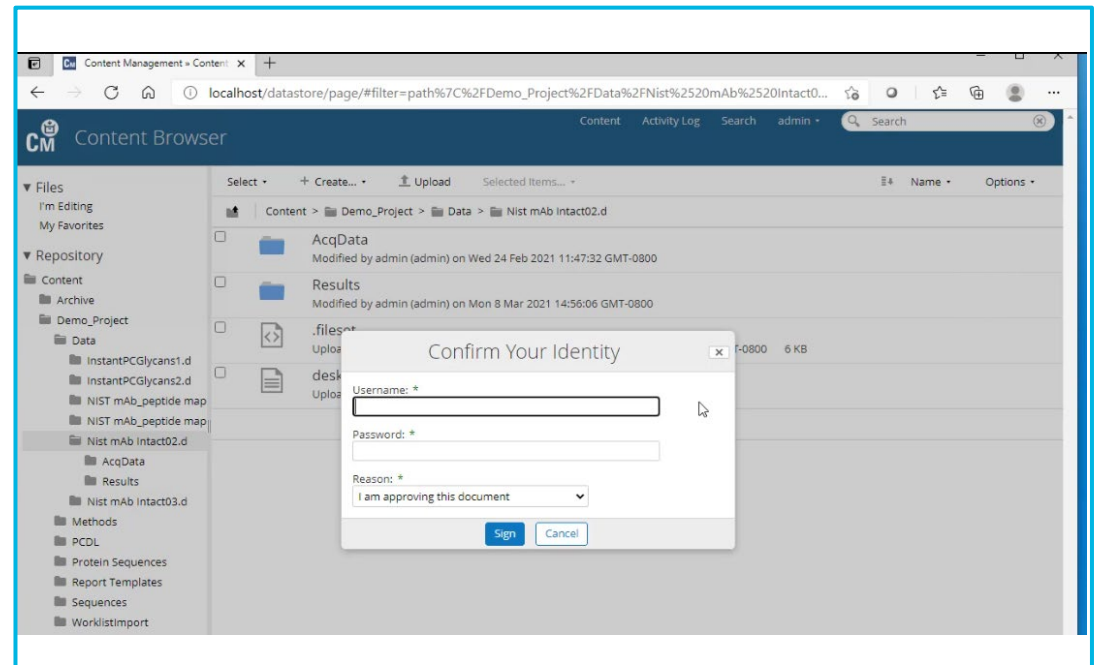 Content Management » Content
localhost/datastore/page/#filter=path%7C%2FDemo_Project%2FData%2FNist%2520mAb%2520Intact0...
CM Content Browser
Content Activity Log Search admin Search
Files
I'm Editing
My Favorites
Repository
Content
Archive
Demo_Project
Data
InstantPCGlycans1.d
InstantPCGlycans2.d
NIST mAb_peptide map
NIST mAb_peptide map
Nist mAb Intact02.d
AcqData
Results
Nist mAb Intact03.d
Methods
PCDL
Protein Sequences
Report Templates
Sequences
WorklistImport
Select + Create... Upload Selected Items... Name Options
Content > Demo_Project > Data > Nist mAb Intact02.d
AcqData
Modified by admin (admin) on Wed 24 Feb 2021 11:47:32 GMT-0800
Results
Modified by admin (admin) on Mon 8 Mar 2021 14:56:06 GMT-0800
.fileset
Uploa T-0800 6 KB
desk
Uploa
Confirm Your Identity
Username: *
Password: *
Reason: *
I am approving this document
Sign Cancel